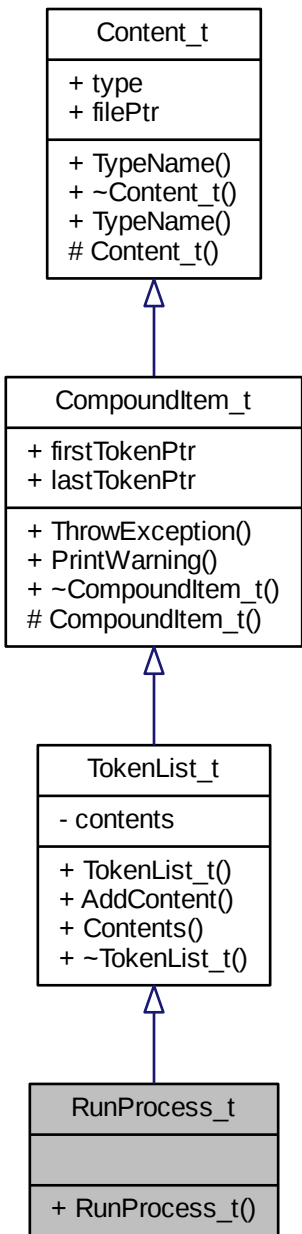 Content_t
+ type
+ filePtr
+ TypeName()
+ ~Content_t()
+ TypeName()
# Content_t()
CompoundItem_t
+ firstTokenPtr
+ lastTokenPtr
+ ThrowException()
+ PrintWarning()
+ ~CompoundItem_t()
# CompoundItem_t()
TokenList_t
- contents
+ TokenList_t()
+ AddContent()
+ Contents()
+ ~TokenList_t()
RunProcess_t
+ RunProcess_t()